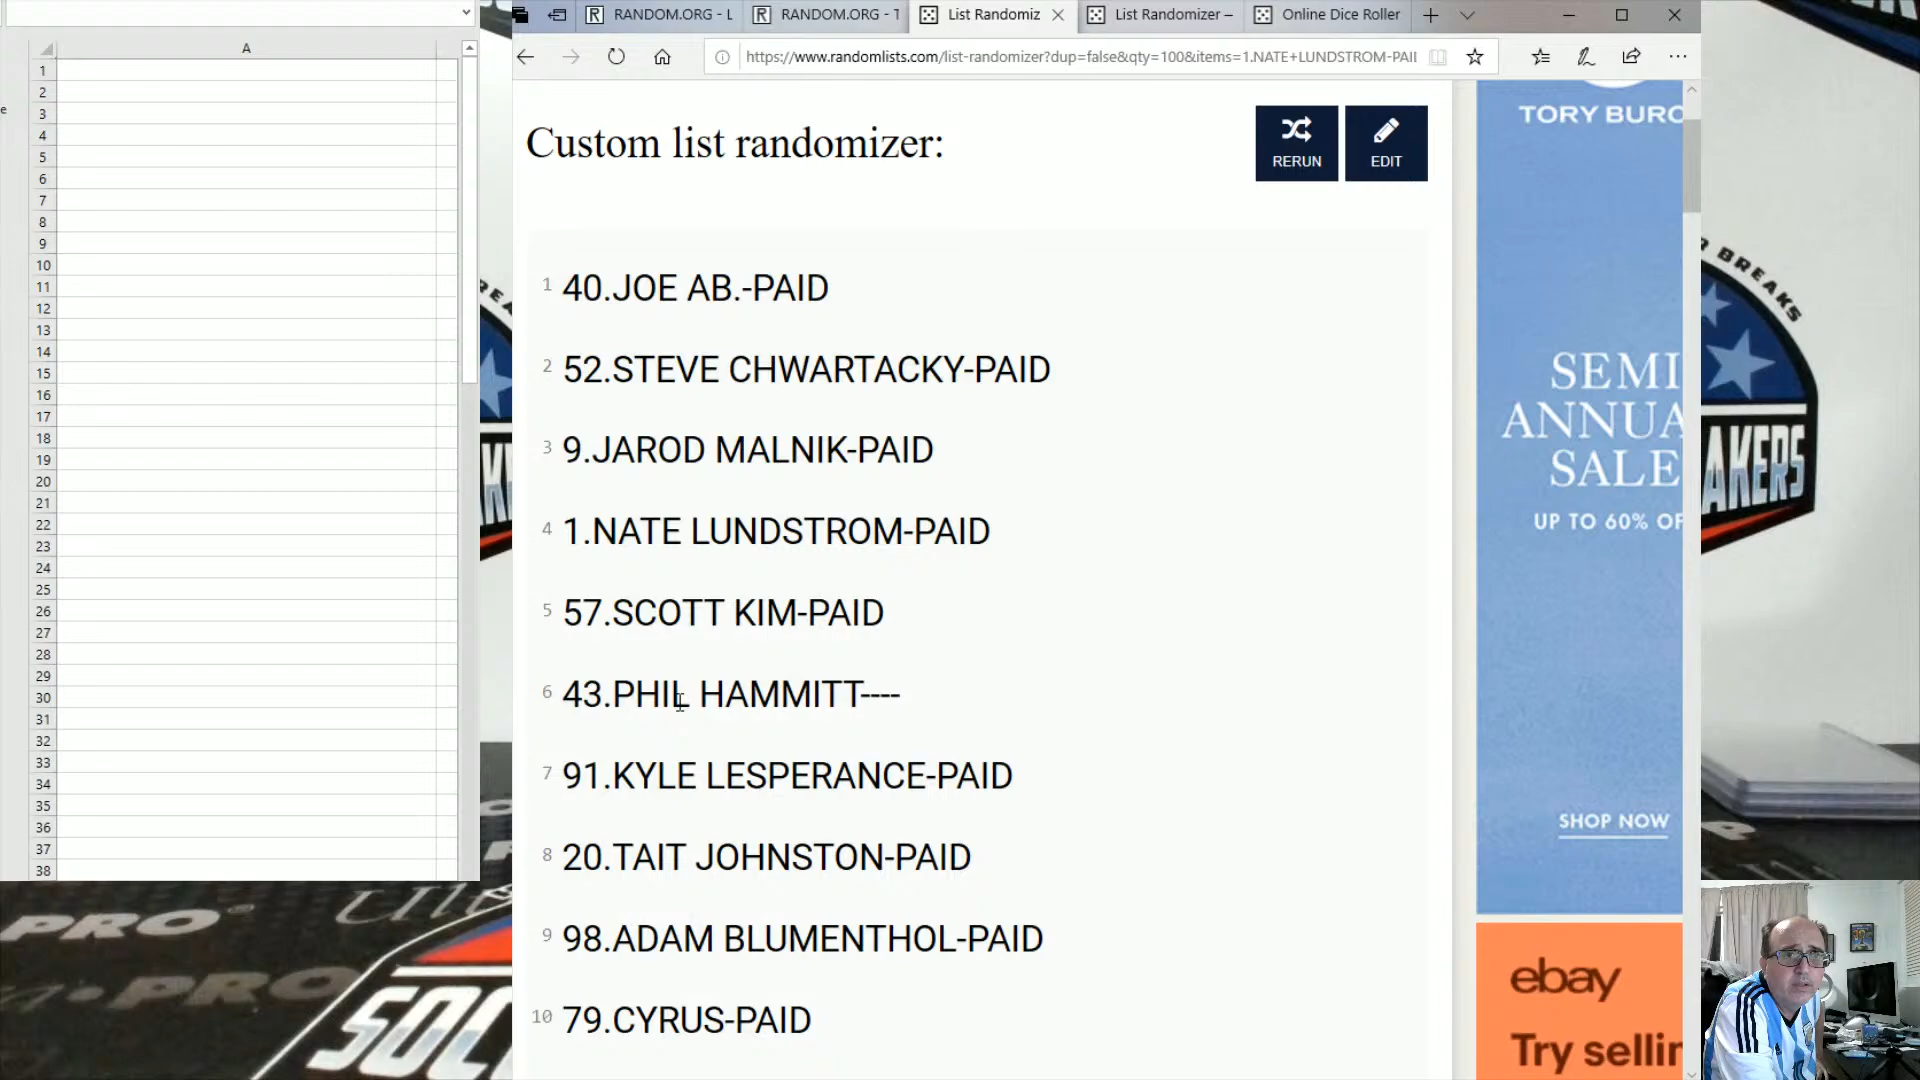 RANDOM.ORG - L
RANDOM.ORG - T
List Randomiz
List Randomizer –
Online Dice Roller
https://www.randomlists.com/list-randomizer?dup=false&qty=100&items=1.NATE+LUNDSTROM-PAII
A
1
2
3
4
5
6
7
8
9
10
11
12
13
14
15
16
17
18
19
20
21
22
23
24
25
26
27
28
29
30
31
32
33
34
35
36
37
38
Custom list randomizer:
RERUN
EDIT
1 40.JOE AB.-PAID
2 52.STEVE CHWARTACKY-PAID
3 9.JAROD MALNIK-PAID
4 1.NATE LUNDSTROM-PAID
5 57.SCOTT KIM-PAID
6 43.PHIL HAMMITT----
7 91.KYLE LESPERANCE-PAID
8 20.TAIT JOHNSTON-PAID
9 98.ADAM BLUMENTHOL-PAID
10 79.CYRUS-PAID
TORY BURC
SEMI
ANNUA
SALE
UP TO 60% OF
SHOP NOW
ebay
Try sellin
R BREAKS
AKERS
PRO®
PRO
SOC